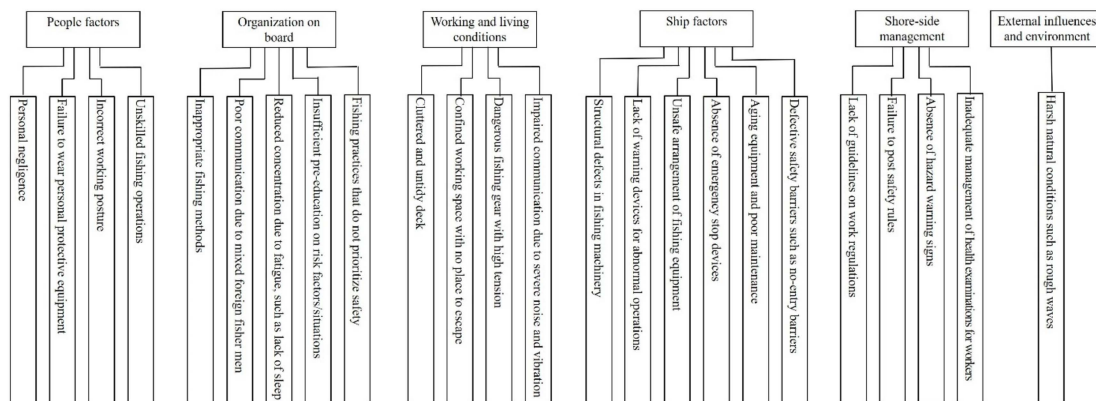 People factors
Personal negligence
Failure to wear personal protective equipment
Incorrect working posture
Unskilled fishing operations
Organization on
board
Inappropriate fishing methods
Poor communication due to mixed foreign fisher men
Reduced concentration due to fatigue, such as lack of sleep
Insufficient pre-education on risk factors/situations
Fishing practices that do not prioritize safety
Working and living
conditions
Cluttered and untidy deck
Confined working space with no place to escape
Dangerous fishing gear with high tension
Impaired communication due to severe noise and vibration
Ship factors
Structural defects in fishing machinery
Lack of warning devices for abnormal operations
Unsafe arrangement of fishing equipment
Absence of emergency stop devices
Aging equipment and poor maintenance
Defective safety barriers such as no-entry barriers
Shore-side
management
Lack of guidelines on work regulations
Failure to post safety rules
Absence of hazard warning signs
Inadequate management of health examinations for workers
External influences
and environment
Harsh natural conditions such as rough waves